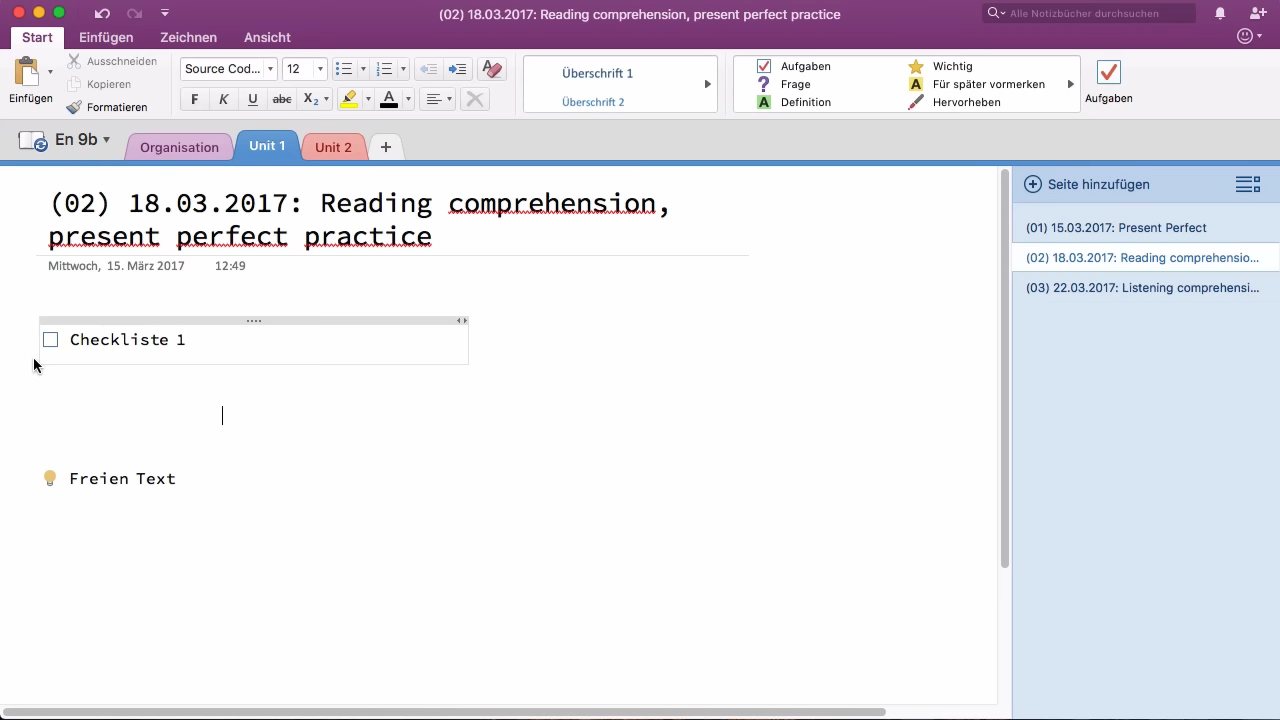 (02) 18.03.2017: Reading comprehension, present perfect practice
Alle Notizbücher durchsuchen
Start
Einfügen
Zeichnen
Ansicht
Einfügen
Ausschneiden
Kopieren
Formatieren
Source Cod...
12
F
K
U
abc
X2
A
Überschrift 1
Überschrift 2
Aufgaben
Frage
A Definition
Wichtig
A Für später vormerken
Hervorheben
Aufgaben
En 9b
Organisation
Unit 1
Unit 2
+
(02) 18.03.2017: Reading comprehension,
present perfect practice
Mittwoch, 15. März 2017 12:49
Checkliste 1
Freien Text
Seite hinzufügen
(01) 15.03.2017: Present Perfect
(02) 18.03.2017: Reading comprehensio...
(03) 22.03.2017: Listening comprehensi...